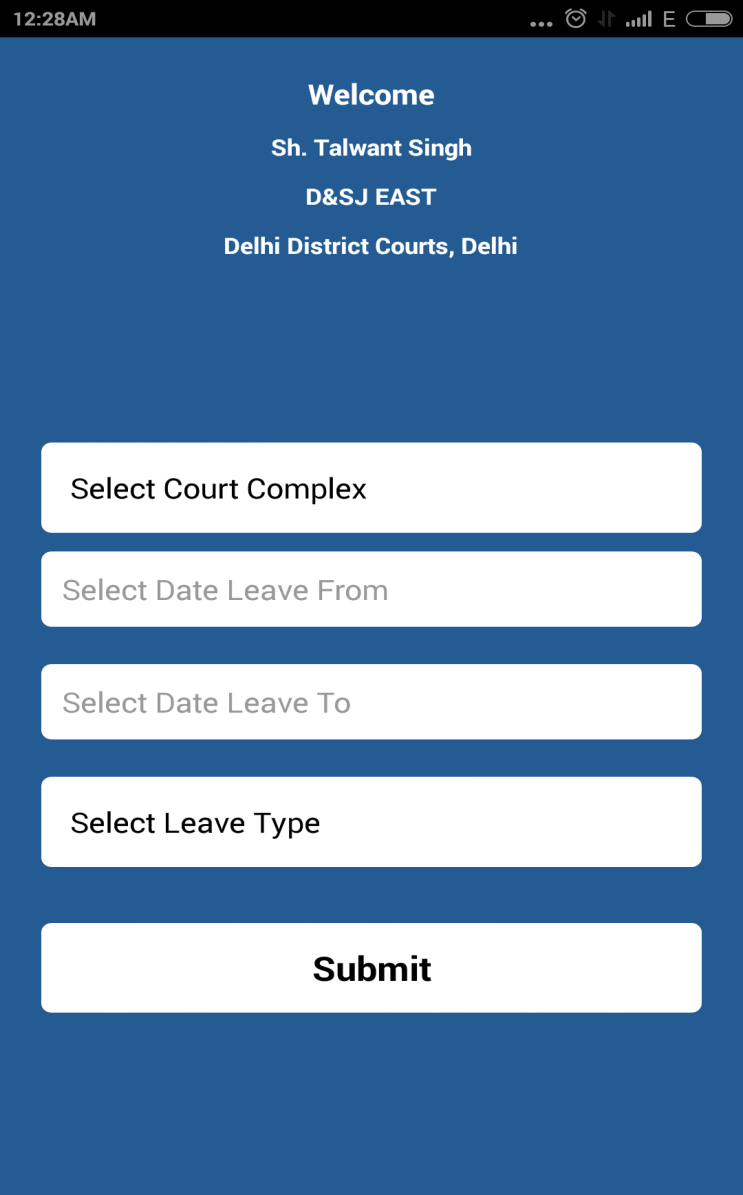 12:28AM
E
Welcome
Sh. Talwant Singh
D&SJ EAST
Delhi District Courts, Delhi
Select Court Complex
Select Date Leave From
Select Date Leave To
Select Leave Type
Submit